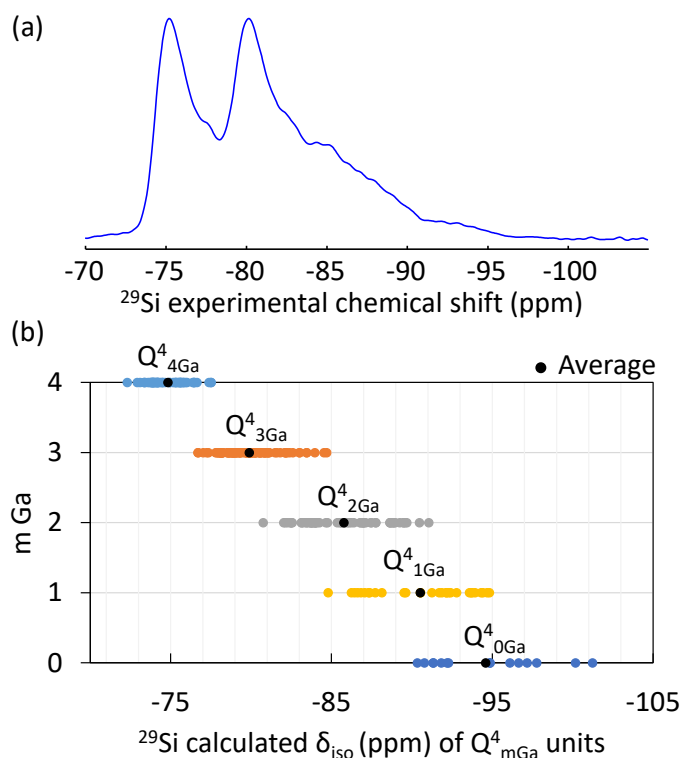 (a)
-70 -75 -80 -85 -90 -95 -100
²⁹Si experimental chemical shift (ppm)
(b)
Q⁴₄Ga
● Average
4
Q⁴₃Ga
3
Q⁴₂Ga
2
m Ga
Q⁴₁Ga
1
Q⁴₀Ga
0
-75 -85 -95 -105
²⁹Si calculated δᵢₛₒ (ppm) of Q⁴mGa units